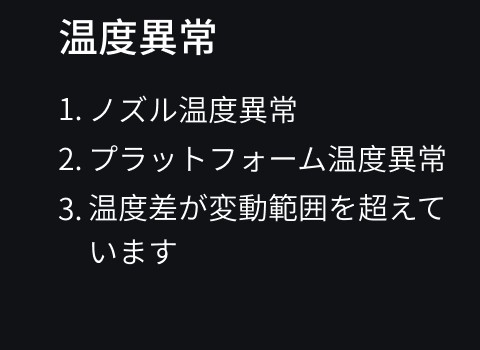 温度異常
1. ノズル温度異常
2. プラットフォーム温度異常
3. 温度差が変動範囲を超えて
います